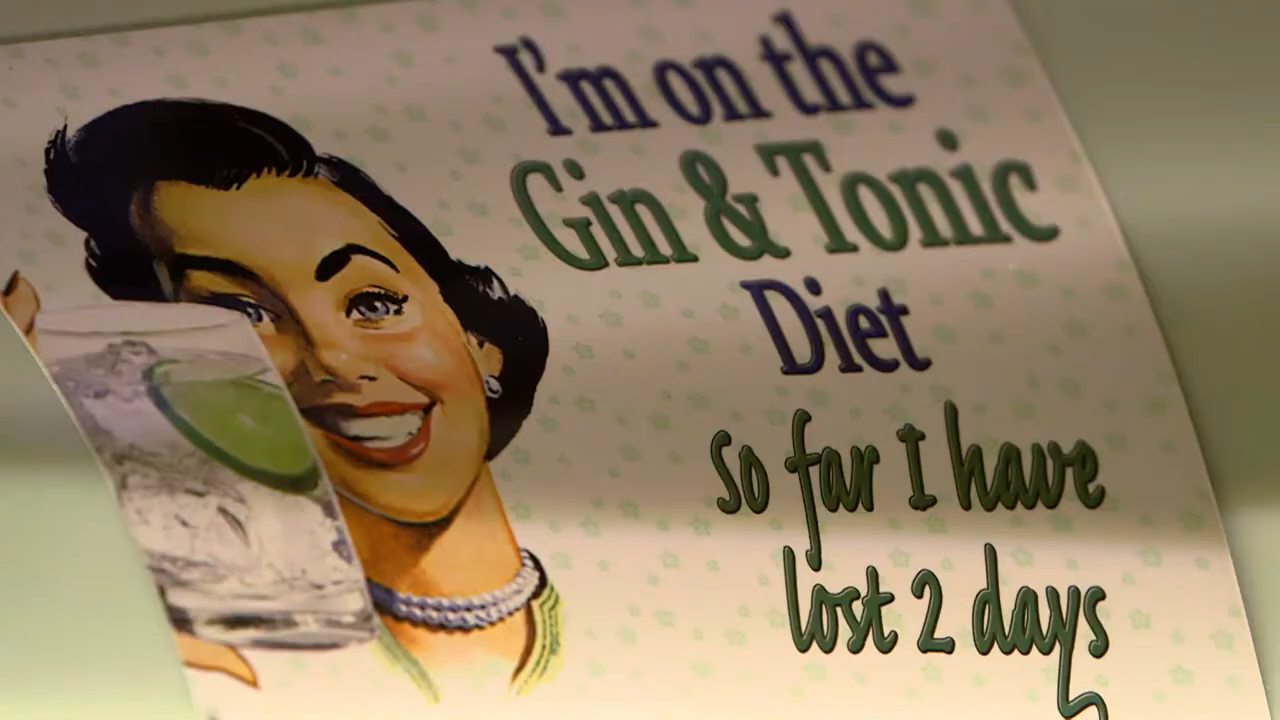 I'm on the
Gin & Tonic
Diet
so far I have
lost 2 days